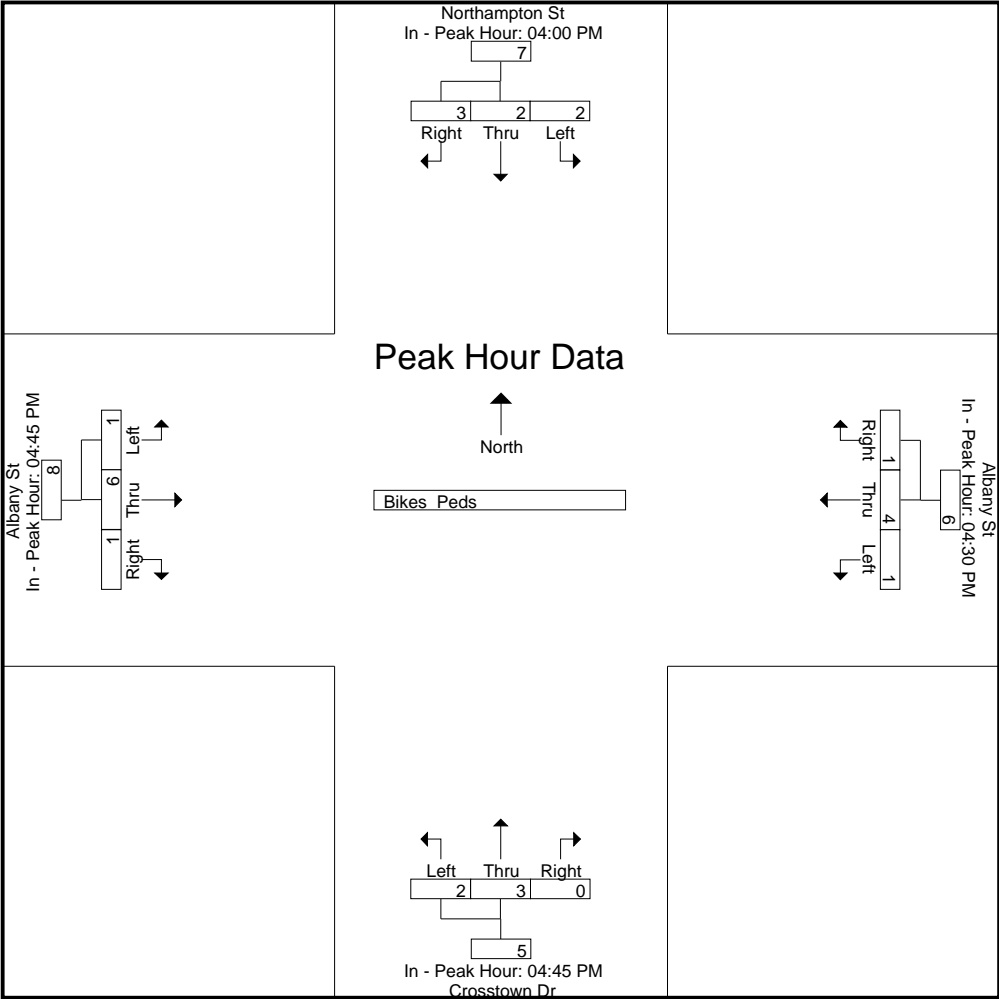 Northampton St
In - Peak Hour: 04:00 PM
7
3 2 2
Right Thru Left
Peak Hour Data
North
Bikes Peds
Albany St
In - Peak Hour: 04:45 PM
8
1 6 1
Left Thru Right
Albany St
In - Peak Hour: 04:30 PM
6
1 4 1
Right Thru Left
Left Thru Right
2 3 0
5
In - Peak Hour: 04:45 PM
Crosstown Dr